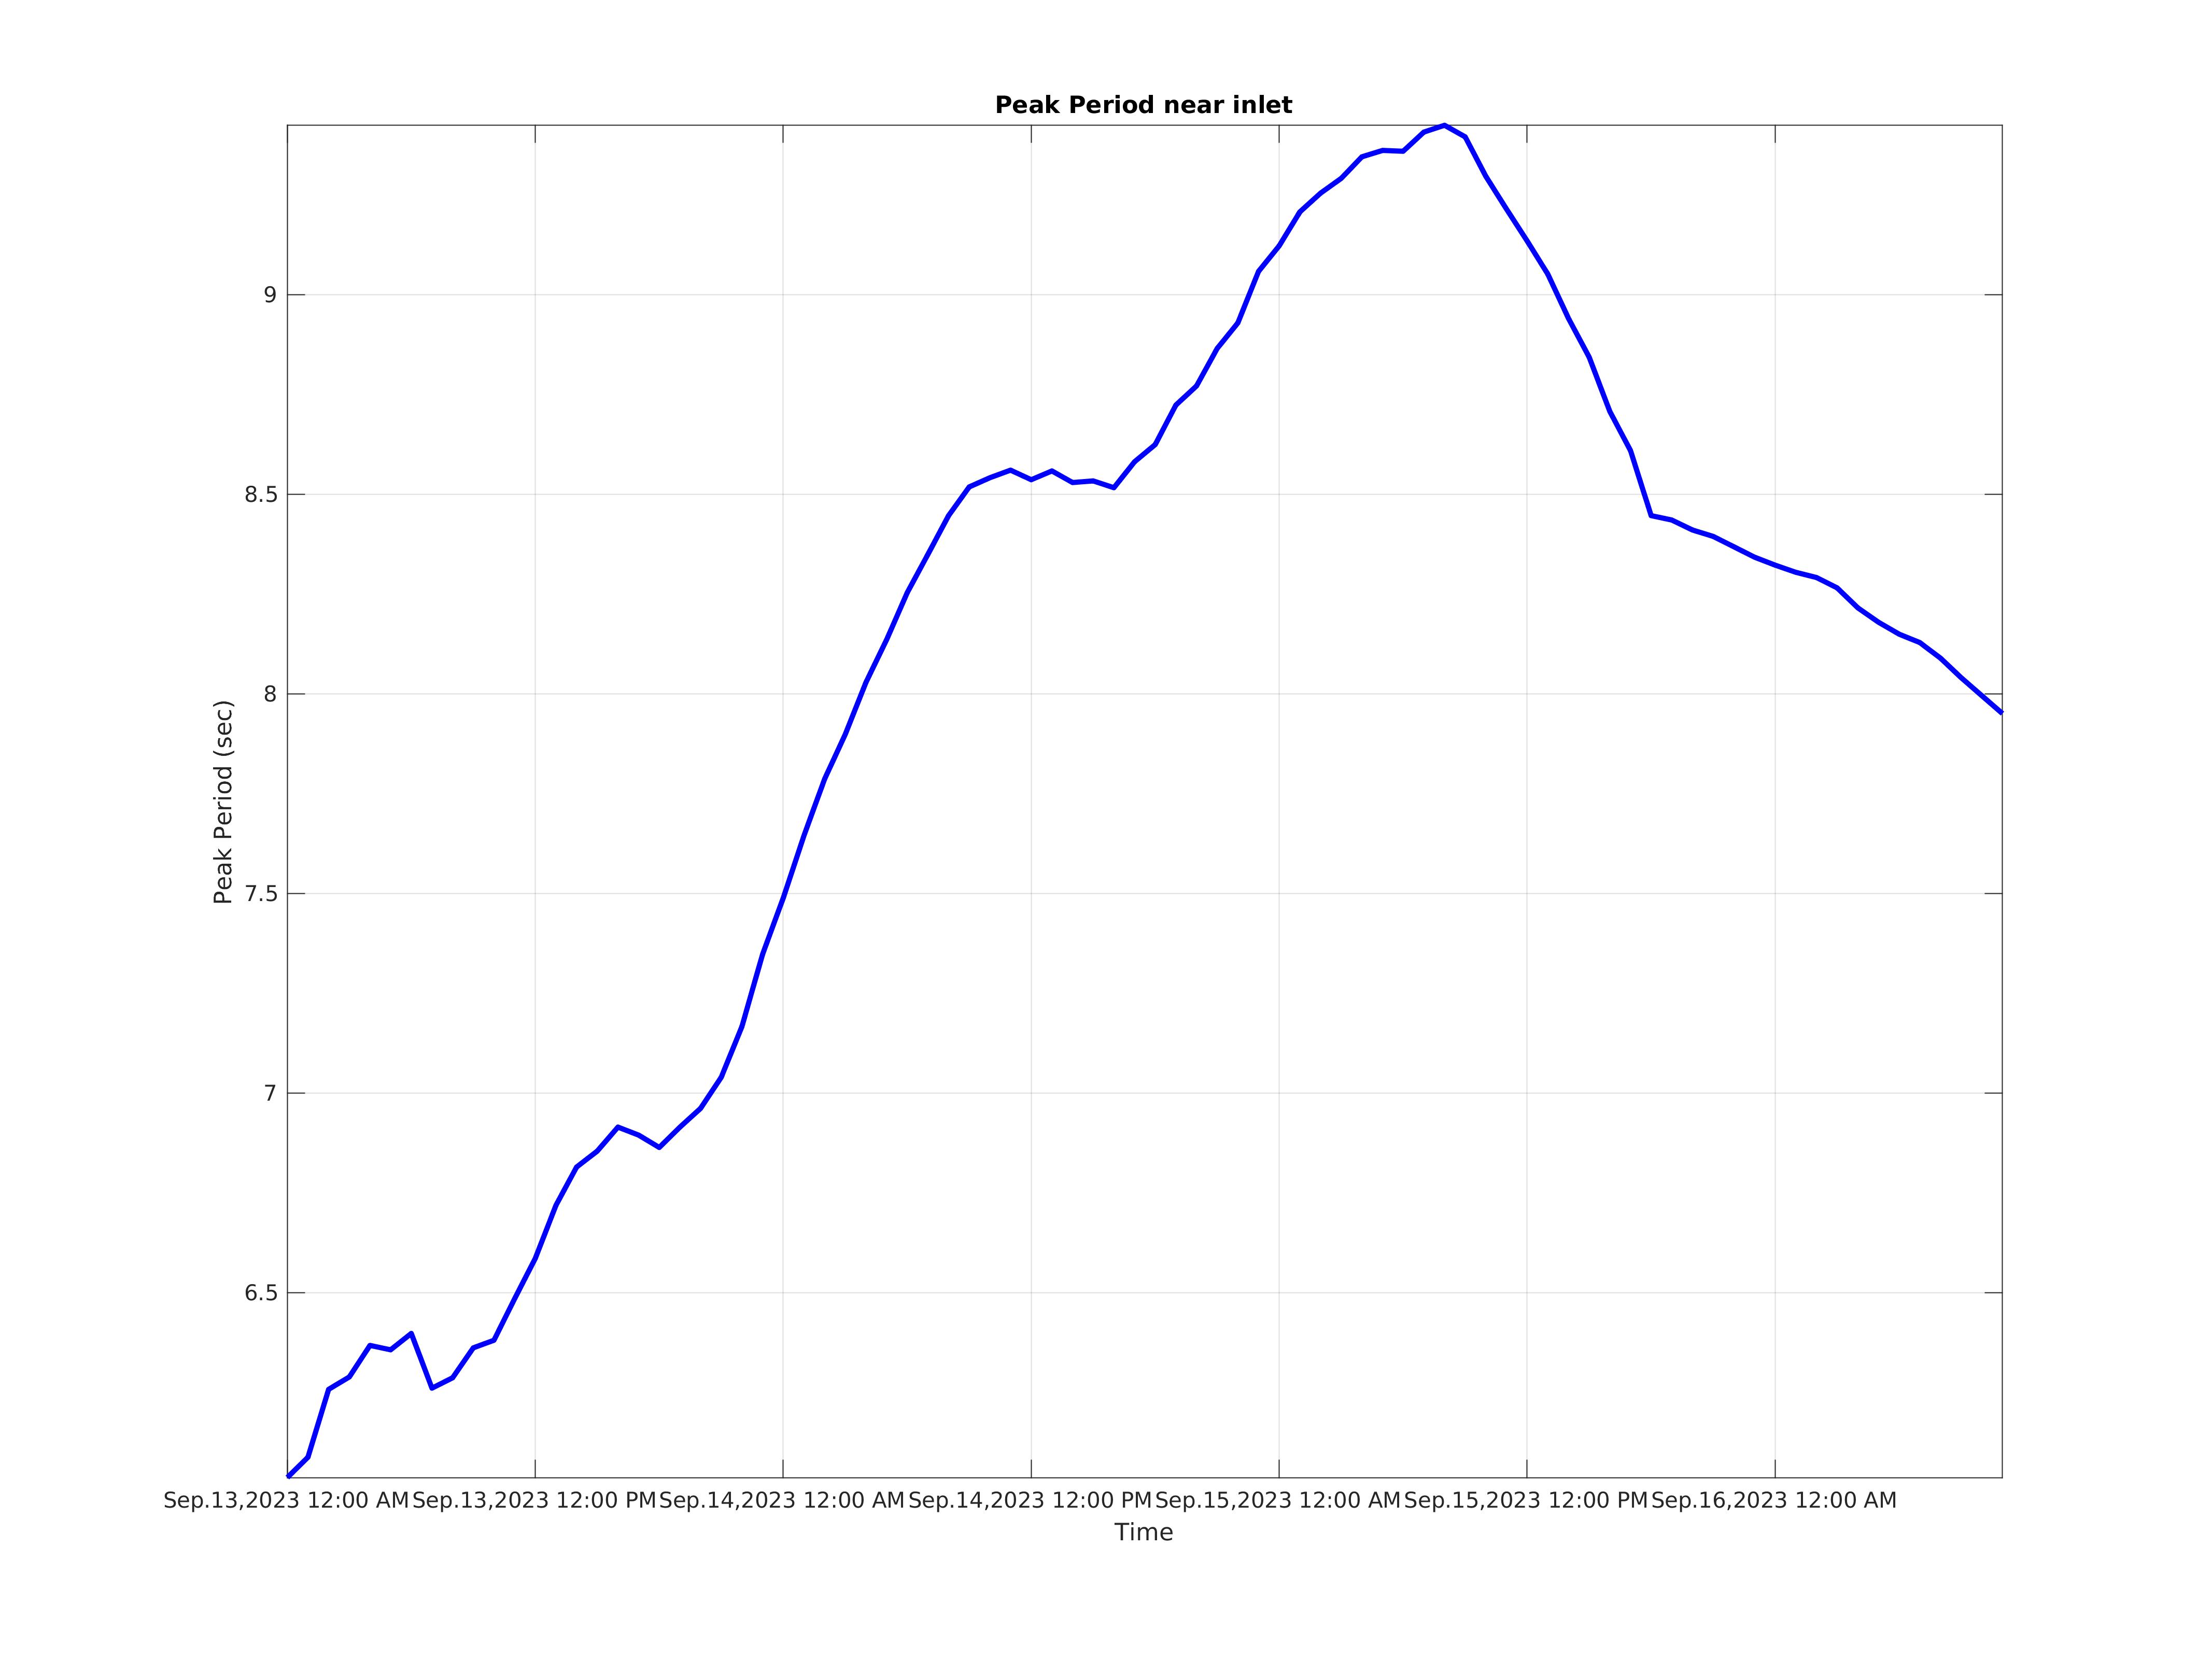 Peak Period near inlet
Peak Period (sec)
9
8.5
8
7.5
7
6.5
Sep.13,2023 12:00 AM Sep.13,2023 12:00 PM Sep.14,2023 12:00 AM Sep.14,2023 12:00 PM Sep.15,2023 12:00 AM Sep.15,2023 12:00 PM Sep.16,2023 12:00 AM
Time